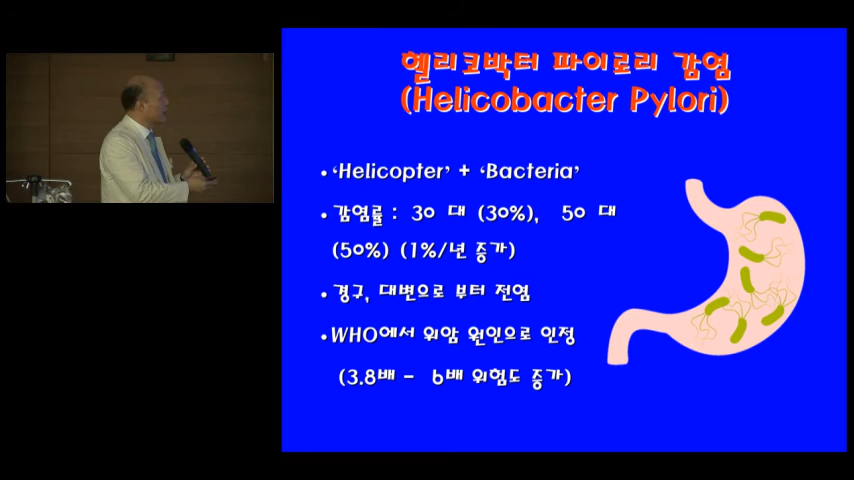 헬리코박터 파이로리 감염
(Helicobacter Pylori)
• ‘Helicopter’ + ‘Bacteria’
• 감염률 : 30 대 (30%), 50 대
(50%) (1%/년 증가)
• 경구, 대변으로 부터 전염
• WHO에서 위암 원인으로 인정
(3.8배 – 6배 위험도 증가)